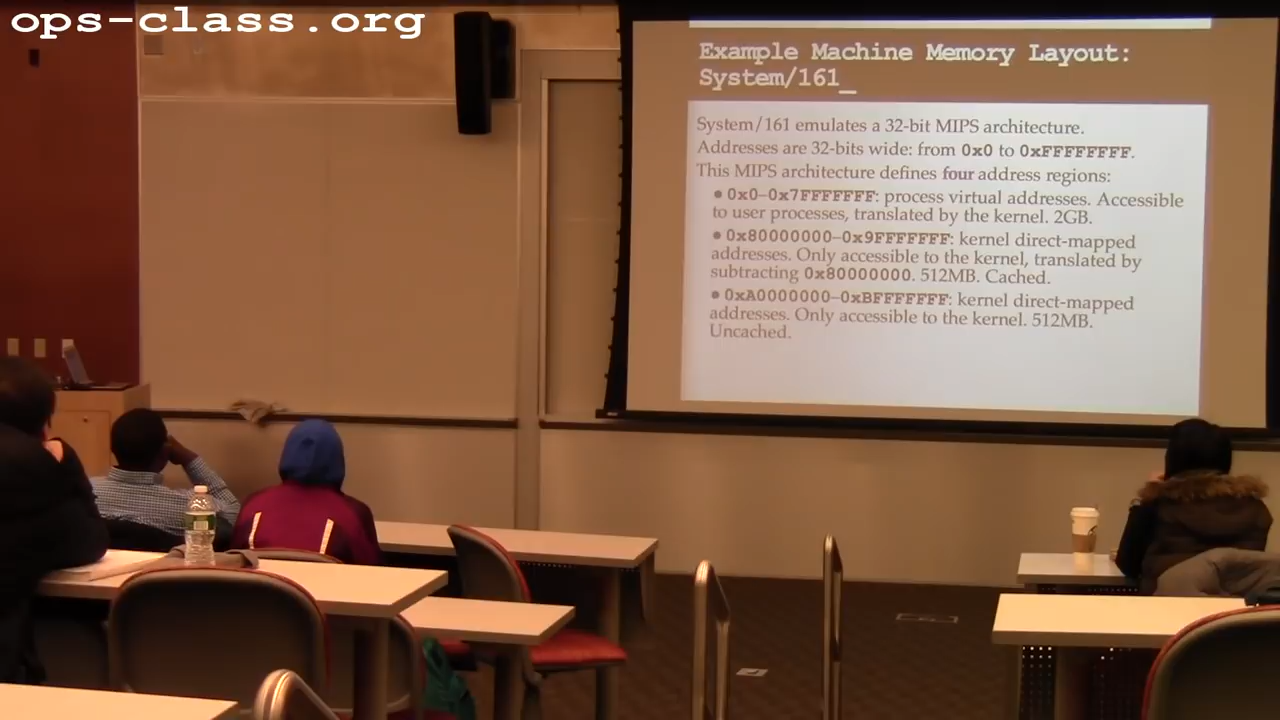 ops-class.org
Example Machine Memory Layout:
System/161_
System/161 emulates a 32-bit MIPS architecture.
Addresses are 32-bits wide: from 0x0 to 0xFFFFFFFF.
This MIPS architecture defines four address regions:
• 0x0–0x7FFFFFFF: process virtual addresses. Accessible
to user processes, translated by the kernel. 2GB.
• 0x80000000–0x9FFFFFFF: kernel direct-mapped
addresses. Only accessible to the kernel, translated by
subtracting 0x80000000. 512MB. Cached.
• 0xA0000000–0xBFFFFFFF: kernel direct-mapped
addresses. Only accessible to the kernel. 512MB.
Uncached.